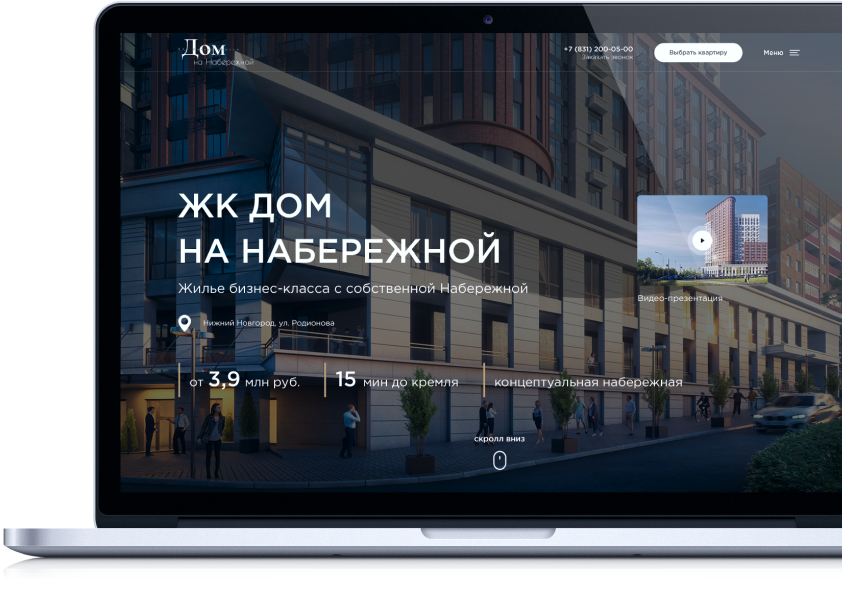 Дом
на Набережной
+7 (831) 200-05-00
Заказать звонок
Выбрать квартиру
Меню
ЖК ДОМ
НА НАБЕРЕЖНОЙ
Жилье бизнес-класса с собственной Набережной
Видео-презентация
Нижний Новгород, ул. Родионова
от 3,9 млн руб.
15 мин до кремля
концептуальная набережная
скролл вниз